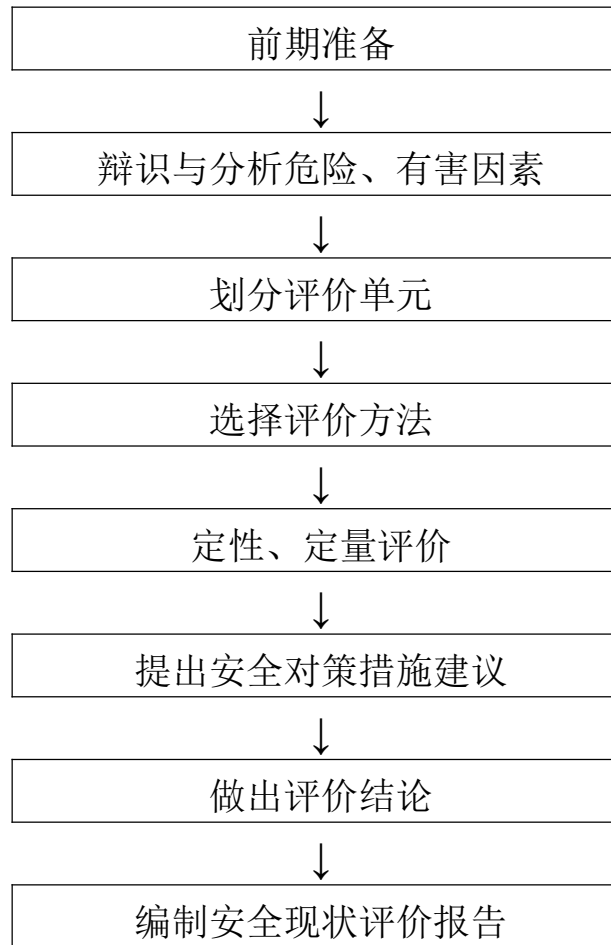 前期准备
↓
辩识与分析危险、有害因素
↓
划分评价单元
↓
选择评价方法
↓
定性、定量评价
↓
提出安全对策措施建议
↓
做出评价结论
↓
编制安全现状评价报告